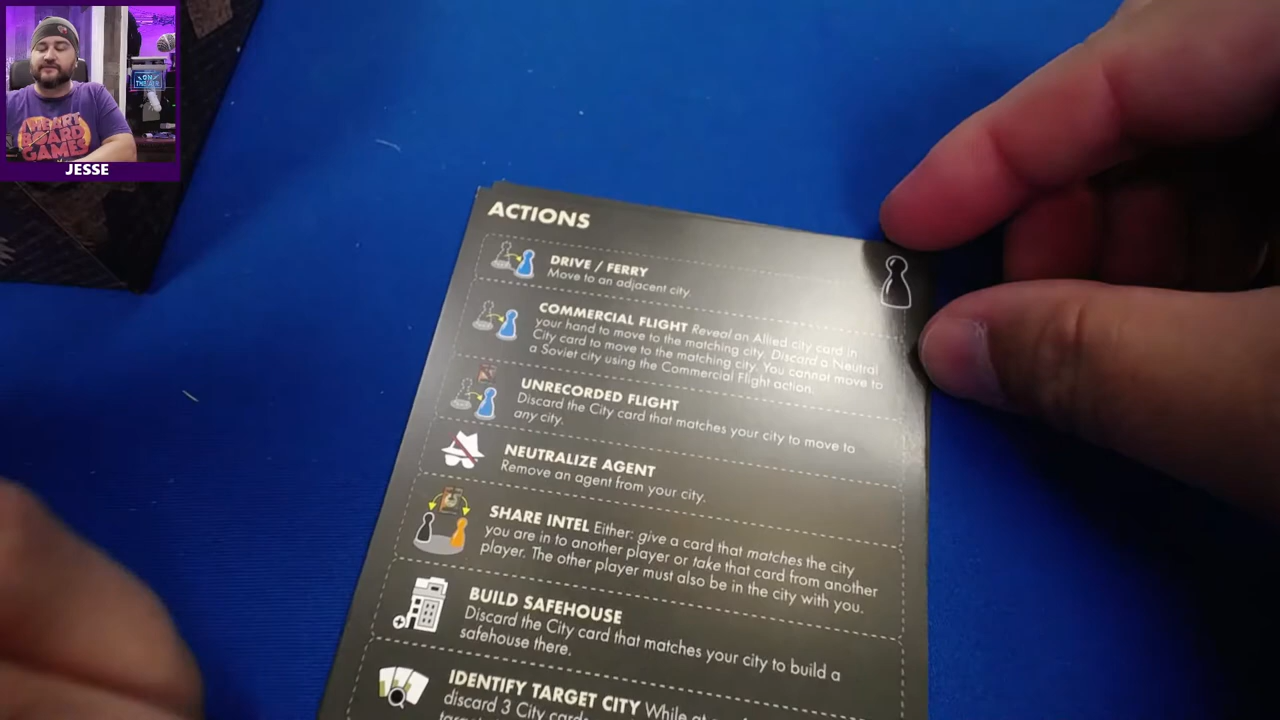 I HEART
BOARD
GAMES
ON
THE AIR
JESSE
ACTIONS
DRIVE / FERRY
Move to an adjacent city.
COMMERCIAL FLIGHT Reveal an Allied city card in
your hand to move to the matching city. Discard a Neutral
City card to move to the matching city. You cannot move to
a Soviet city using the Commercial Flight action.
UNRECORDED FLIGHT
Discard the City card that matches your city to move to
any city.
NEUTRALIZE AGENT
Remove an agent from your city.
SHARE INTEL Either: give a card that matches the city
you are in to another player or take that card from another
player. The other player must also be in the city with you.
BUILD SAFEHOUSE
Discard the City card that matches your city to build a
safehouse there.
IDENTIFY TARGET CITY While at
discard 3 City cards